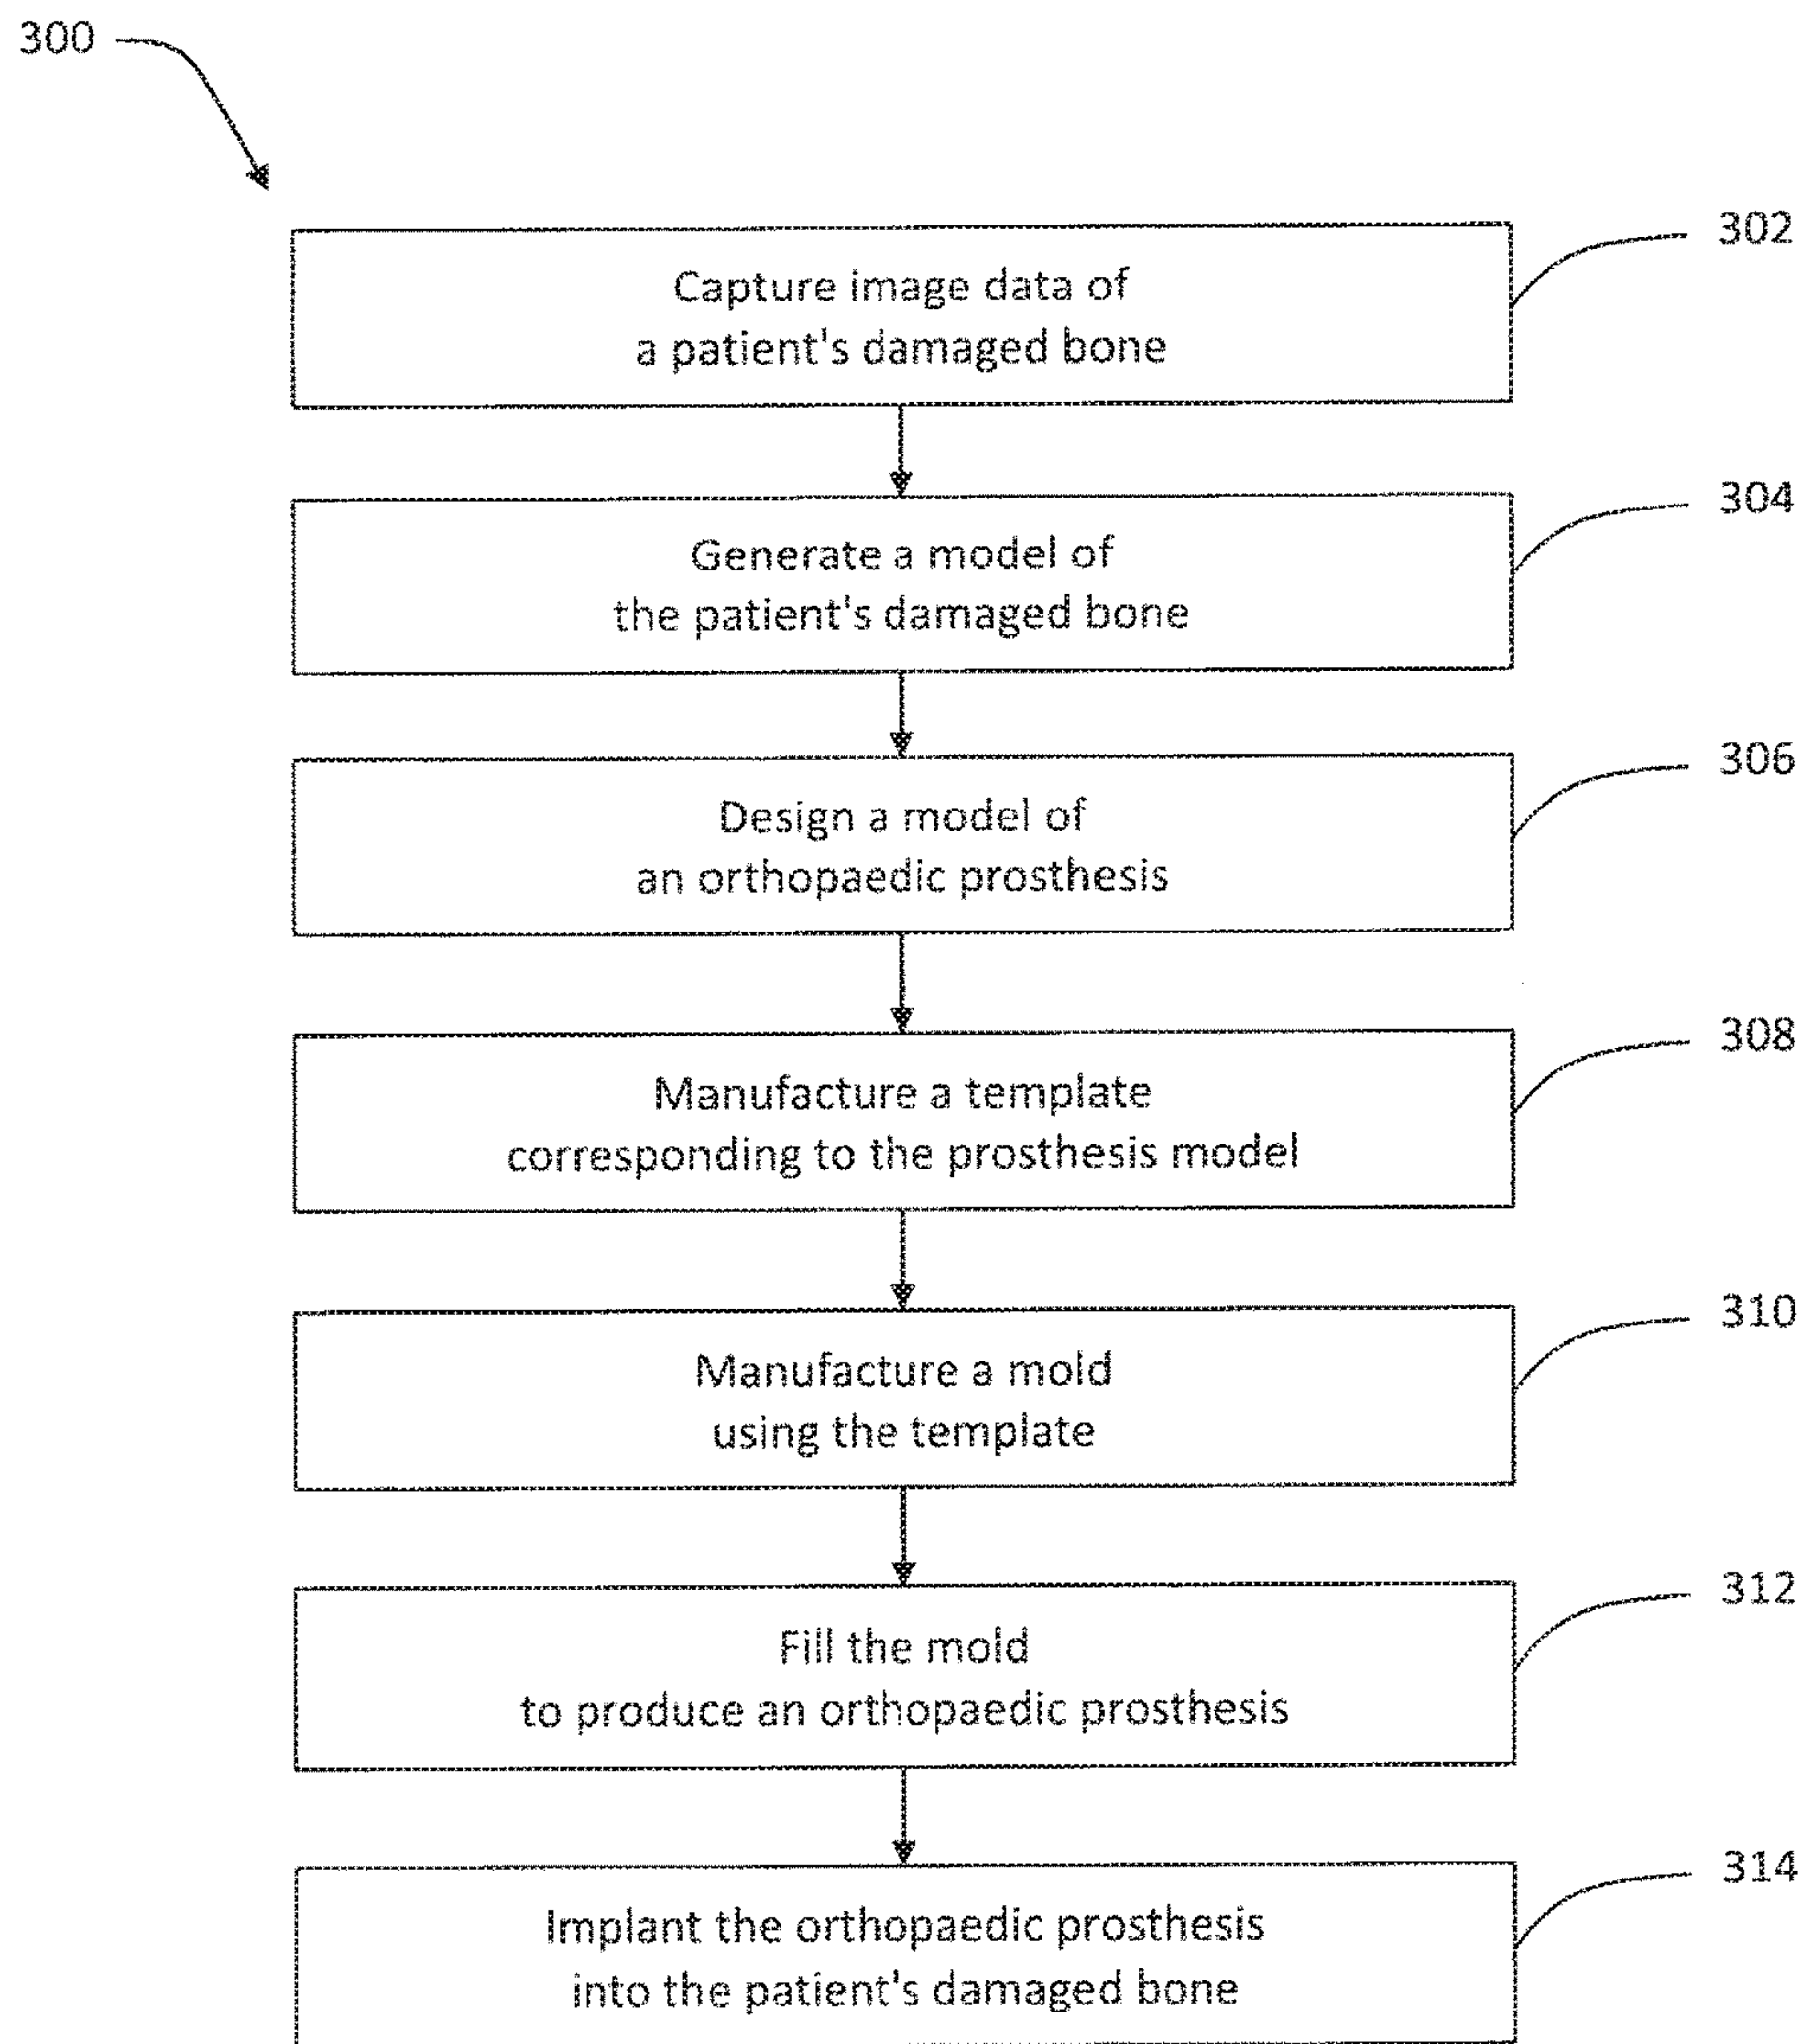 300
302
Capture image data of
a patient's damaged bone
304
Generate a model of
the patient's damaged bone
306
Design a model of
an orthopaedic prosthesis
308
Manufacture a template
corresponding to the prosthesis model
310
Manufacture a mold
using the template
312
Fill the mold
to produce an orthopaedic prosthesis
314
Implant the orthopaedic prosthesis
into the patient's damaged bone